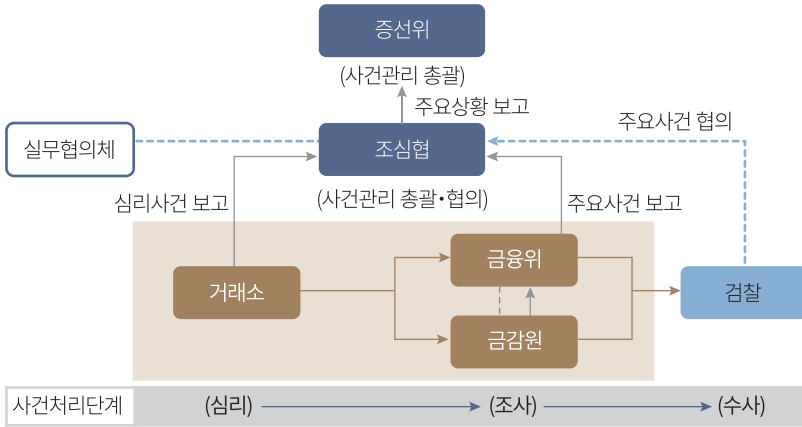 증선위
(사건관리 총괄)
주요상황 보고
실무협의체
조심협
주요사건 협의
심리사건 보고
(사건관리 총괄•협의)
주요사건 보고
거래소
금융위
검찰
금감원
사건처리단계
(심리)
(조사)
(수사)